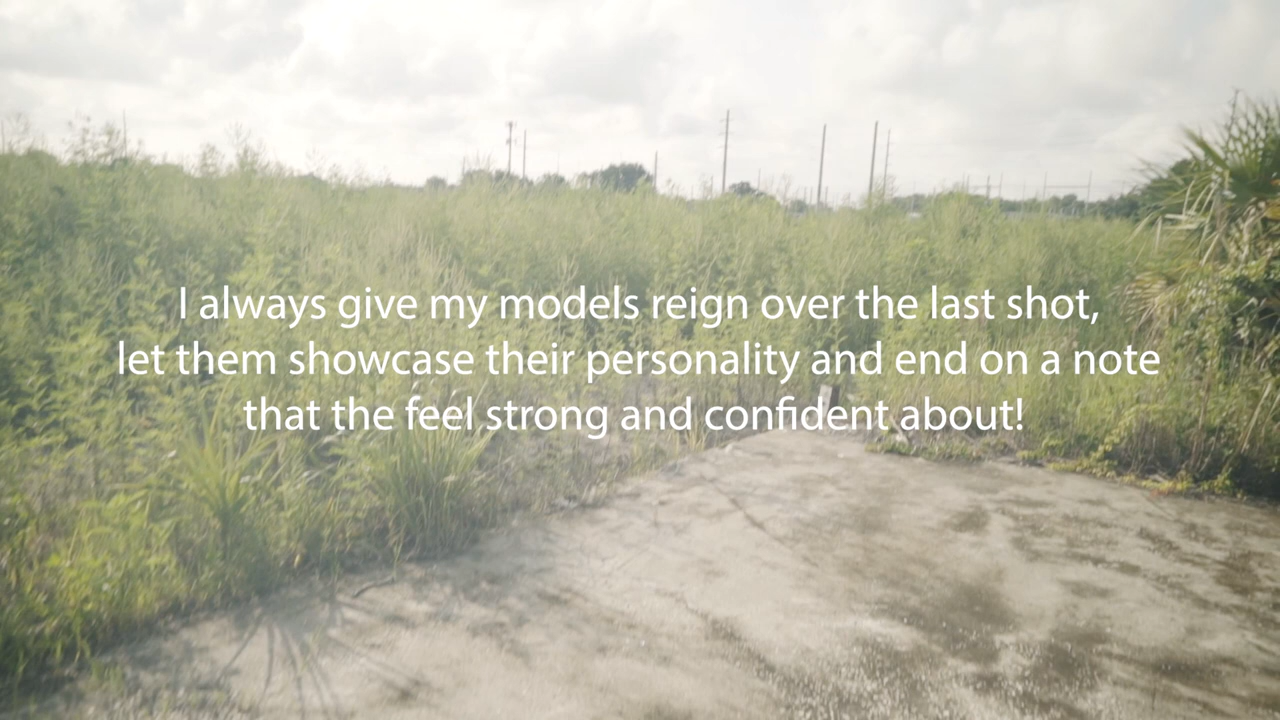 I always give my models reign over the last shot,
let them showcase their personality and end on a note
that the feel strong and confident about!